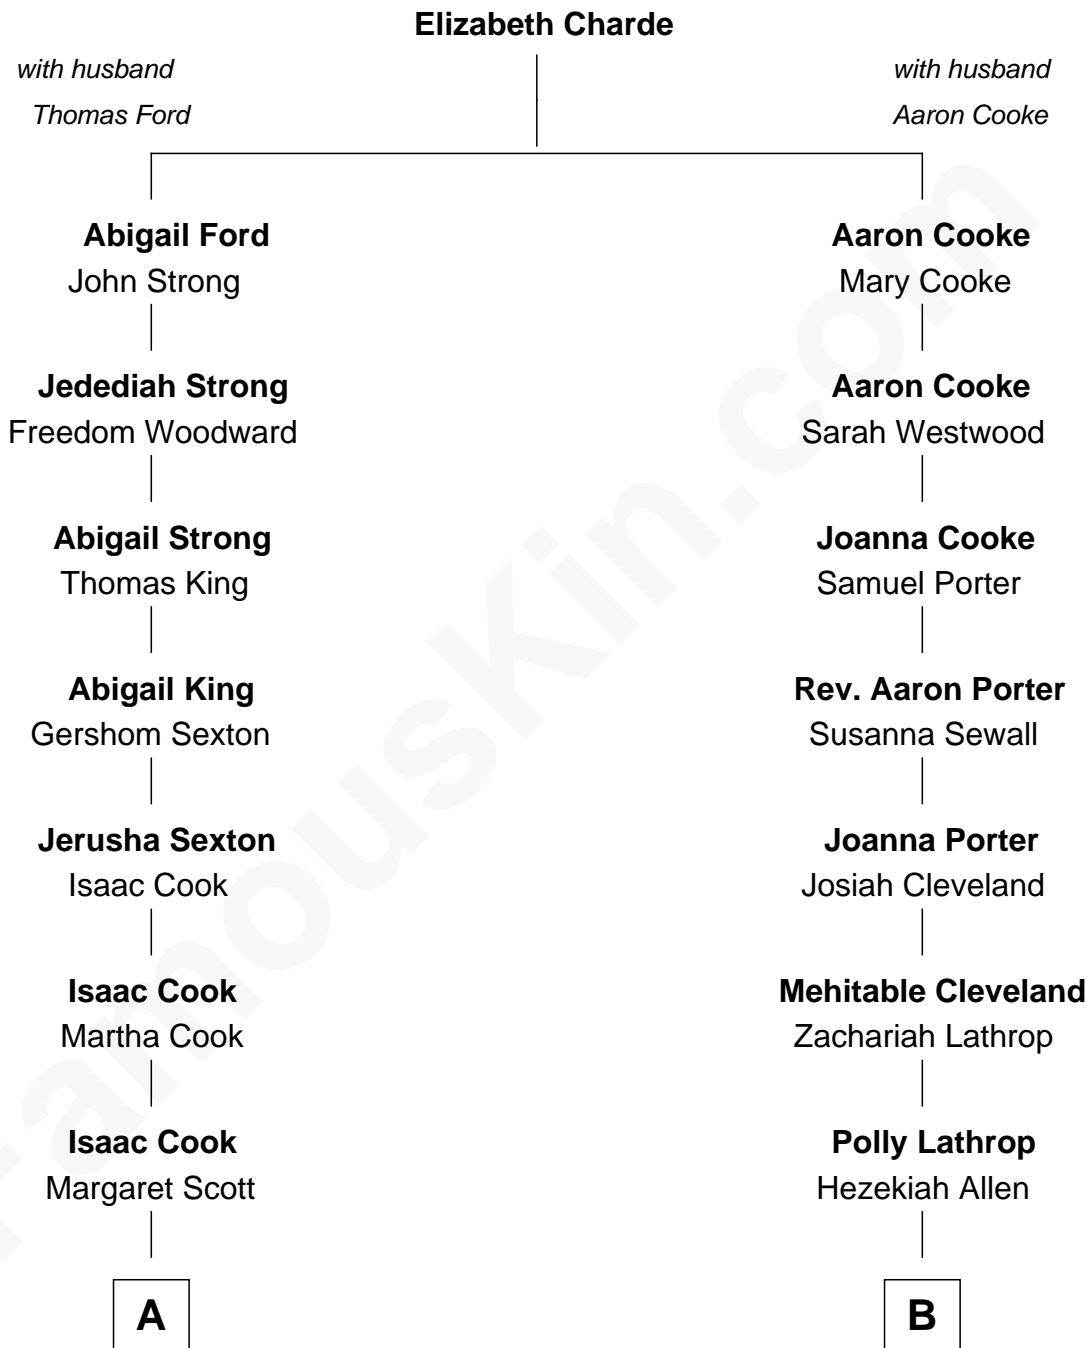 Elizabeth Charde
with husband
Thomas Ford
with husband
Aaron Cooke
Abigail Ford
John Strong
Aaron Cooke
Mary Cooke
Jedediah Strong
Freedom Woodward
Aaron Cooke
Sarah Westwood
Abigail Strong
Thomas King
Joanna Cooke
Samuel Porter
Abigail King
Gershom Sexton
Rev. Aaron Porter
Susanna Sewall
Jerusha Sexton
Isaac Cook
Joanna Porter
Josiah Cleveland
Isaac Cook
Martha Cook
Mehitable Cleveland
Zachariah Lathrop
Isaac Cook
Margaret Scott
Polly Lathrop
Hezekiah Allen
A
B
FamousKin.com